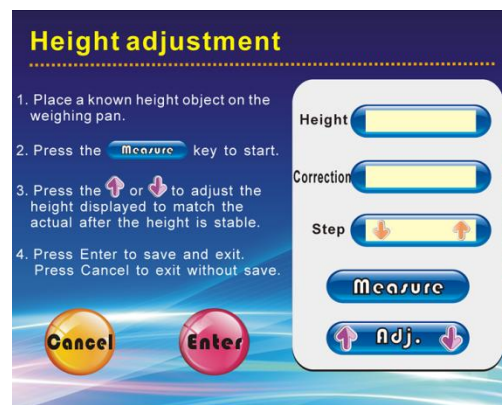 Height adjustment
1. Place a known height object on the
weighing pan.
2. Press the Measure key to start.
3. Press the or to adjust the
height displayed to match the
actual after the height is stable.
4. Press Enter to save and exit.
Press Cancel to exit without save.
Cancel
Enter
Height
Correction
Step
Measure
Adj.